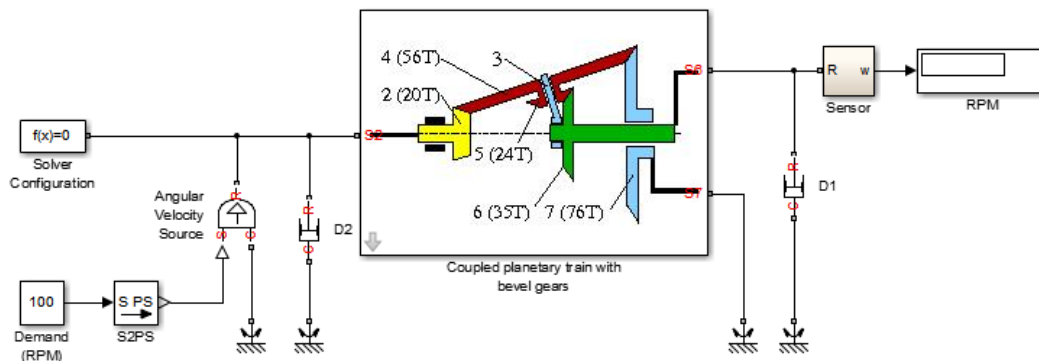 4 (56T)
3
2 (20T)
5 (24T)
6 (35T)
7 (76T)
S2
S6
S7
f(x)=0
Solver
Configuration
Angular
Velocity
Source
R
S
C
R
C
D2
100
Demand
(RPM)
S PS
S2PS
Coupled planetary train with
bevel gears
R
w
Sensor
RPM
R
C
D1